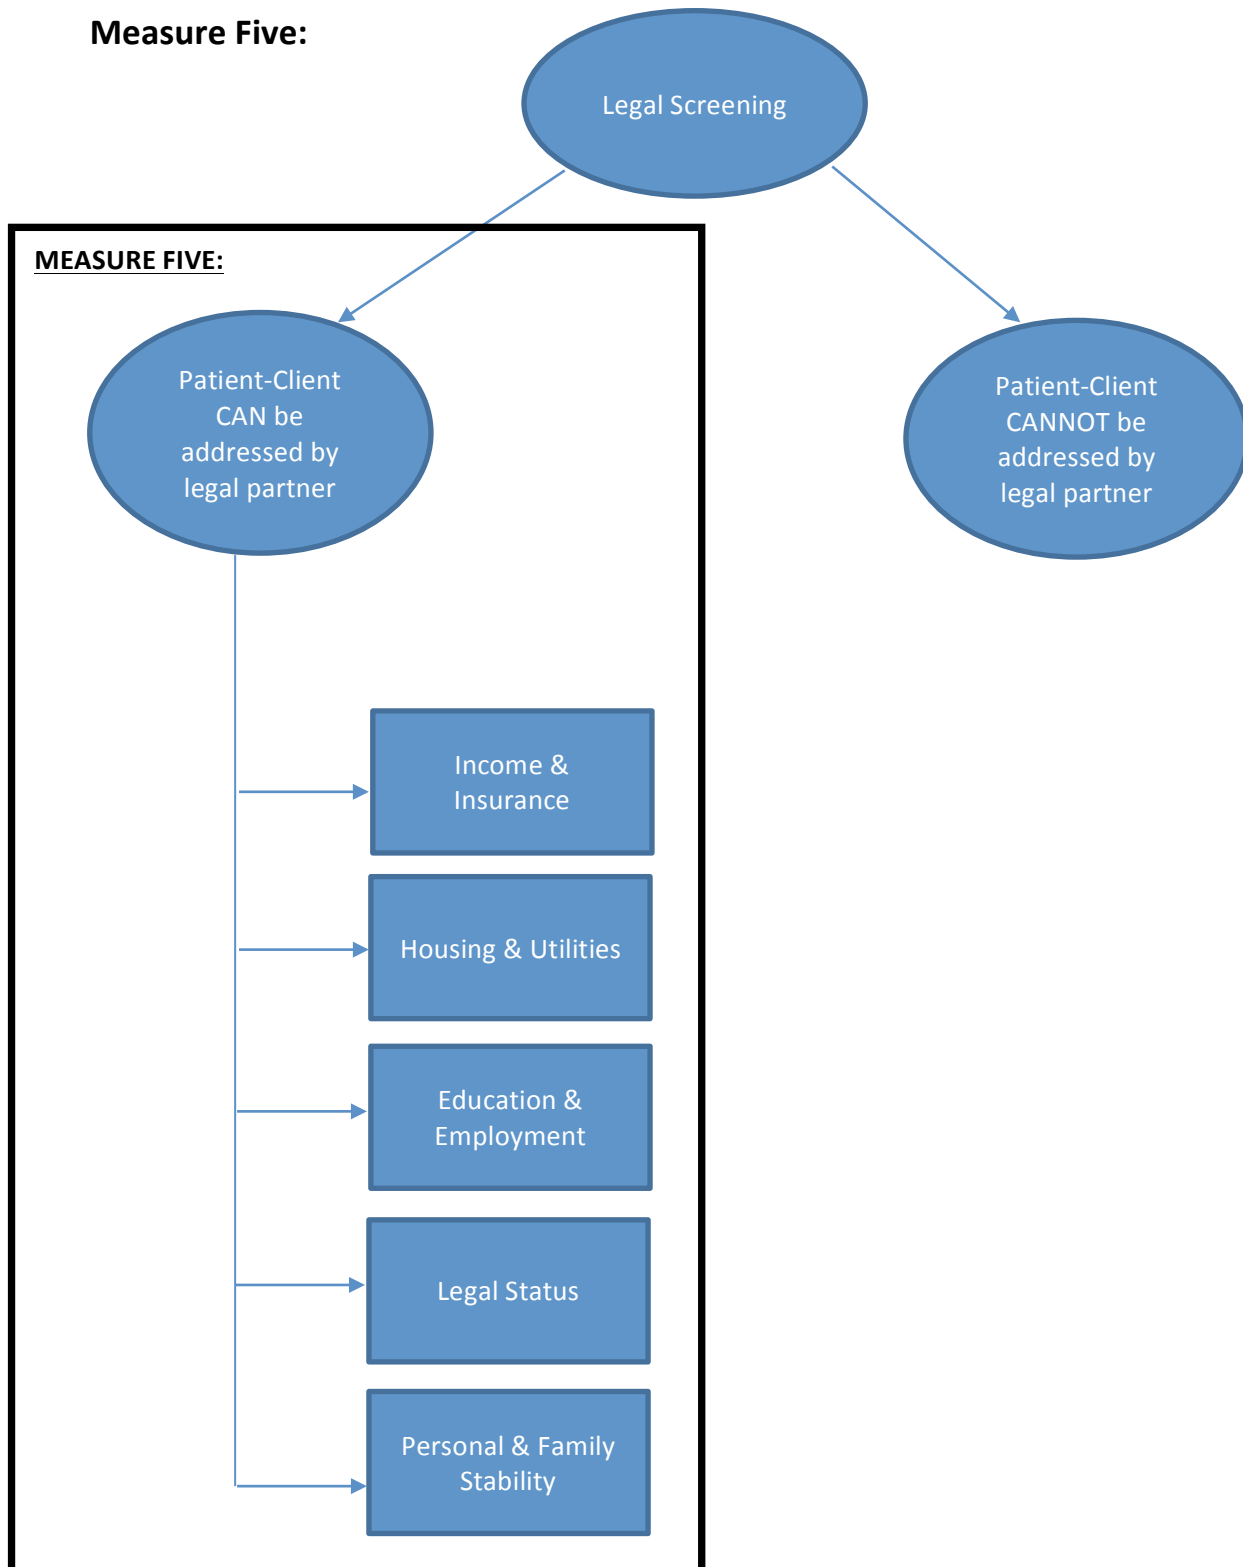 Measure Five:
Legal Screening
MEASURE FIVE:
Patient-Client
CAN be
addressed by
legal partner
Patient-Client
CANNOT be
addressed by
legal partner
Income &
Insurance
Housing & Utilities
Education &
Employment
Legal Status
Personal & Family
Stability